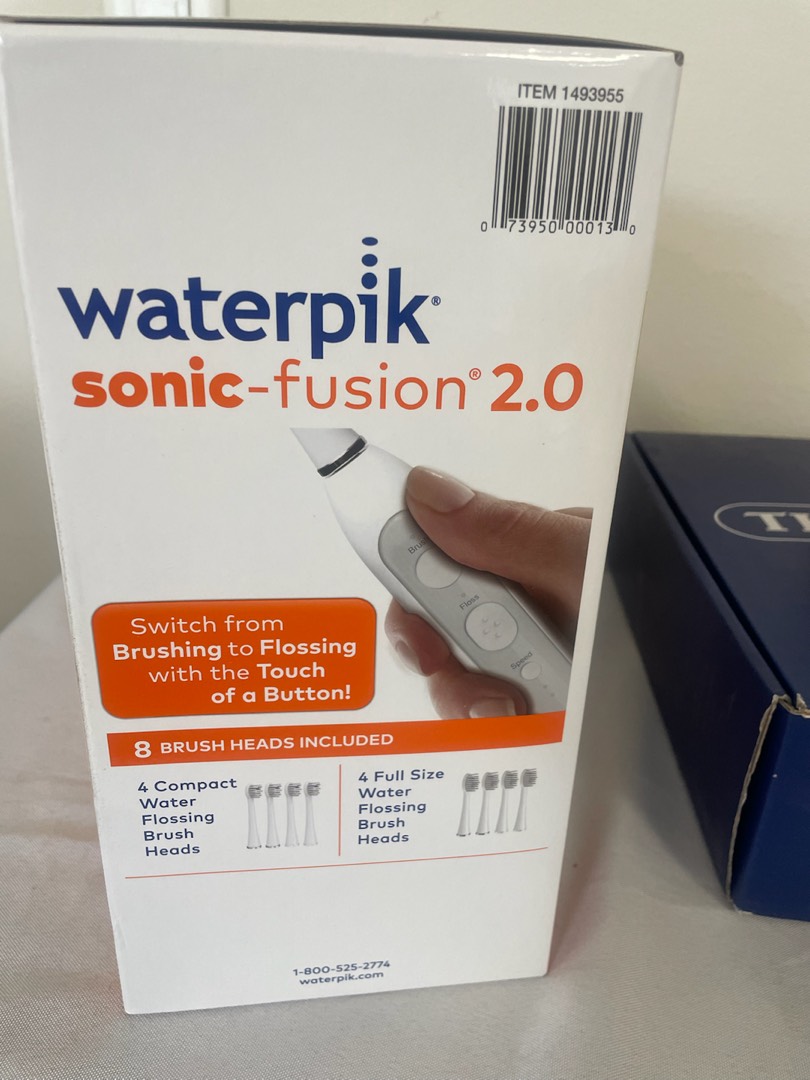 ITEM 1493955
0 73950 00013 0
waterpik®
sonic-fusion® 2.0
Floss
Speed
Switch from
Brushing to Flossing
with the Touch
of a Button!
8 BRUSH HEADS INCLUDED
4 Compact
Water
Flossing
Brush
Heads
4 Full Size
Water
Flossing
Brush
Heads
1-800-525-2774
waterpik.com